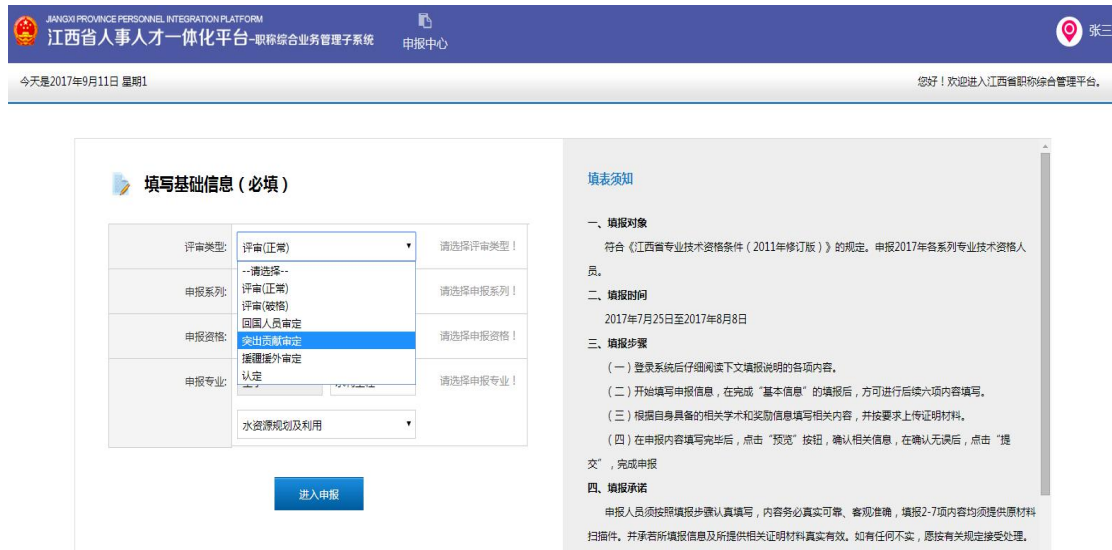 JIANGXI PROVINCE PERSONNEL INTEGRATION PLATFORM
江西省人事人才一体化平台-职称综合业务管理子系统
申报中心
张三
今天是2017年9月11日 星期1
您好！欢迎进入江西省职称综合管理平台。
填写基础信息（必填）
评审类型:
评审(正常)
请选择评审类型！
--请选择--
评审(正常)
评审(破格)
回国人员审定
突出贡献审定
援疆援外审定
认定
申报系列:
请选择申报系列！
申报资格:
请选择申报资格！
申报专业:
请选择申报专业！
水资源规划及利用
进入申报
填表须知
一、填报对象
符合《江西省专业技术资格条件（2011年修订版）》的规定。申报2017年各系列专业技术资格人
员。
二、填报时间
2017年7月25日至2017年8月8日
三、填报步骤
（一）登录系统后仔细阅读下文填报说明的各项内容。
（二）开始填写申报信息，在完成“基本信息”的填报后，方可进行后续六项内容填写。
（三）根据自身具备的相关学术和奖励信息填写相关内容，并按要求上传证明材料。
（四）在申报内容填写完毕后，点击“预览”按钮，确认相关信息，在确认无误后，点击“提
交”，完成申报
四、填报承诺
申报人员须按照填报步骤认真填写，内容务必真实可靠、客观准确，填报2-7项内容均须提供原材料
扫描件。并承若所填报信息及所提供相关证明材料真实有效。如有任何不实，愿按有关规定接受处理。